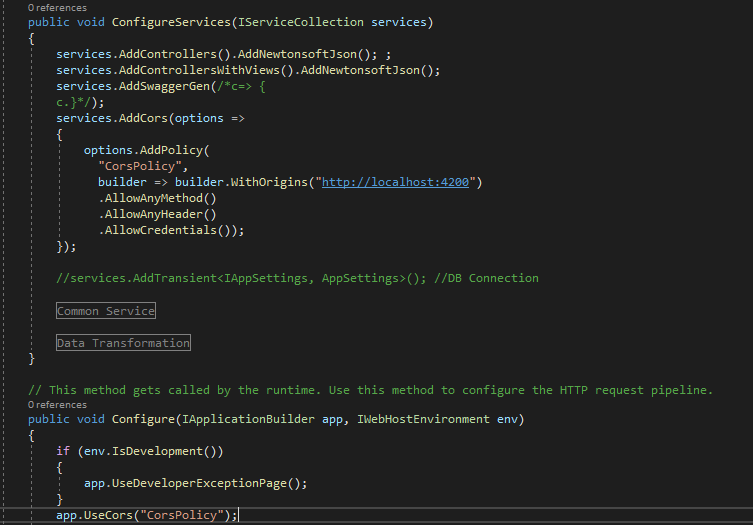 0 references
public void ConfigureServices(IServiceCollection services)
{
services.AddControllers().AddNewtonsoftJson(); ;
services.AddControllersWithViews().AddNewtonsoftJson();
services.AddSwaggerGen(/*c=> {
c.}*/);
services.AddCors(options =>
{
options.AddPolicy(
"CorsPolicy",
builder => builder.WithOrigins("http://localhost:4200")
.AllowAnyMethod()
.AllowAnyHeader()
.AllowCredentials());
});
//services.AddTransient<IAppSettings, AppSettings>(); //DB Connection
Common Service
Data Transformation
}
// This method gets called by the runtime. Use this method to configure the HTTP request pipeline.
0 references
public void Configure(IApplicationBuilder app, IWebHostEnvironment env)
{
if (env.IsDevelopment())
{
app.UseDeveloperExceptionPage();
}
app.UseCors("CorsPolicy");